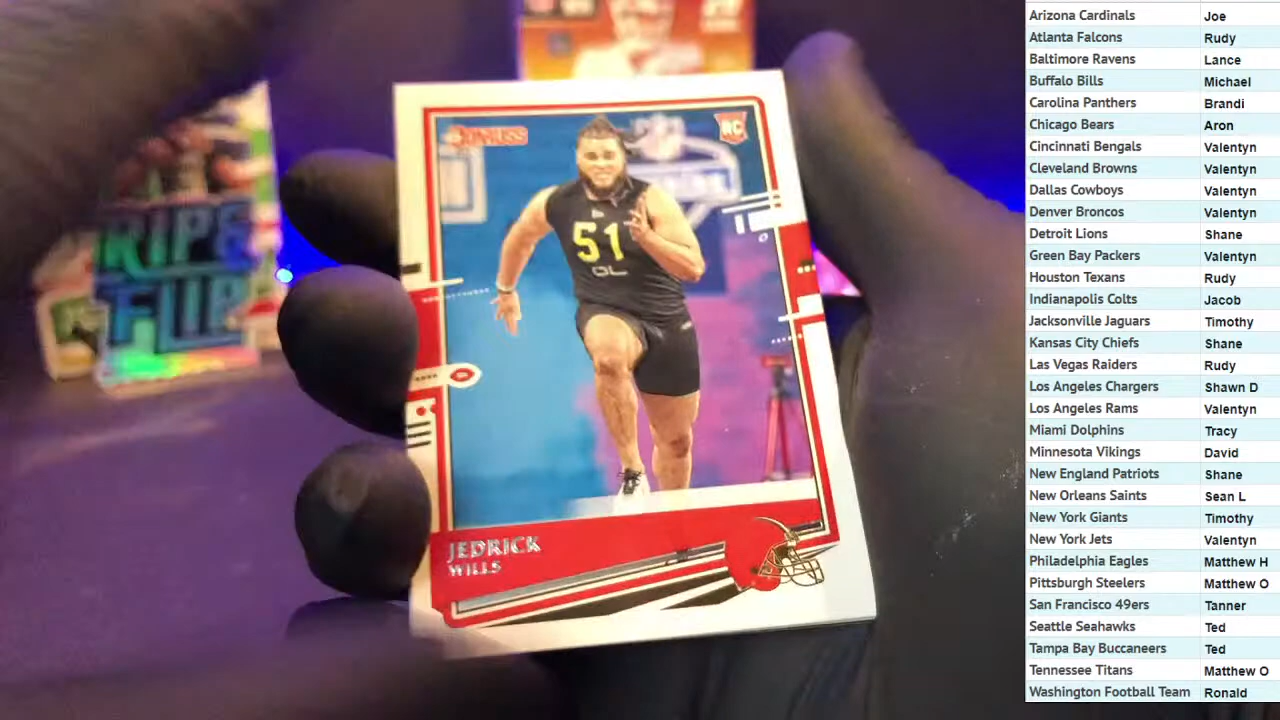 RIPS
FLIP
DONRUSS
RC
51
OL
JEDRICK
WILLS
Arizona Cardinals Joe
Atlanta Falcons Rudy
Baltimore Ravens Lance
Buffalo Bills Michael
Carolina Panthers Brandi
Chicago Bears Aron
Cincinnati Bengals Valentyn
Cleveland Browns Valentyn
Dallas Cowboys Valentyn
Denver Broncos Valentyn
Detroit Lions Shane
Green Bay Packers Valentyn
Houston Texans Rudy
Indianapolis Colts Jacob
Jacksonville Jaguars Timothy
Kansas City Chiefs Shane
Las Vegas Raiders Rudy
Los Angeles Chargers Shawn D
Los Angeles Rams Valentyn
Miami Dolphins Tracy
Minnesota Vikings David
New England Patriots Shane
New Orleans Saints Sean L
New York Giants Timothy
New York Jets Valentyn
Philadelphia Eagles Matthew H
Pittsburgh Steelers Matthew O
San Francisco 49ers Tanner
Seattle Seahawks Ted
Tampa Bay Buccaneers Ted
Tennessee Titans Matthew O
Washington Football Team Ronald